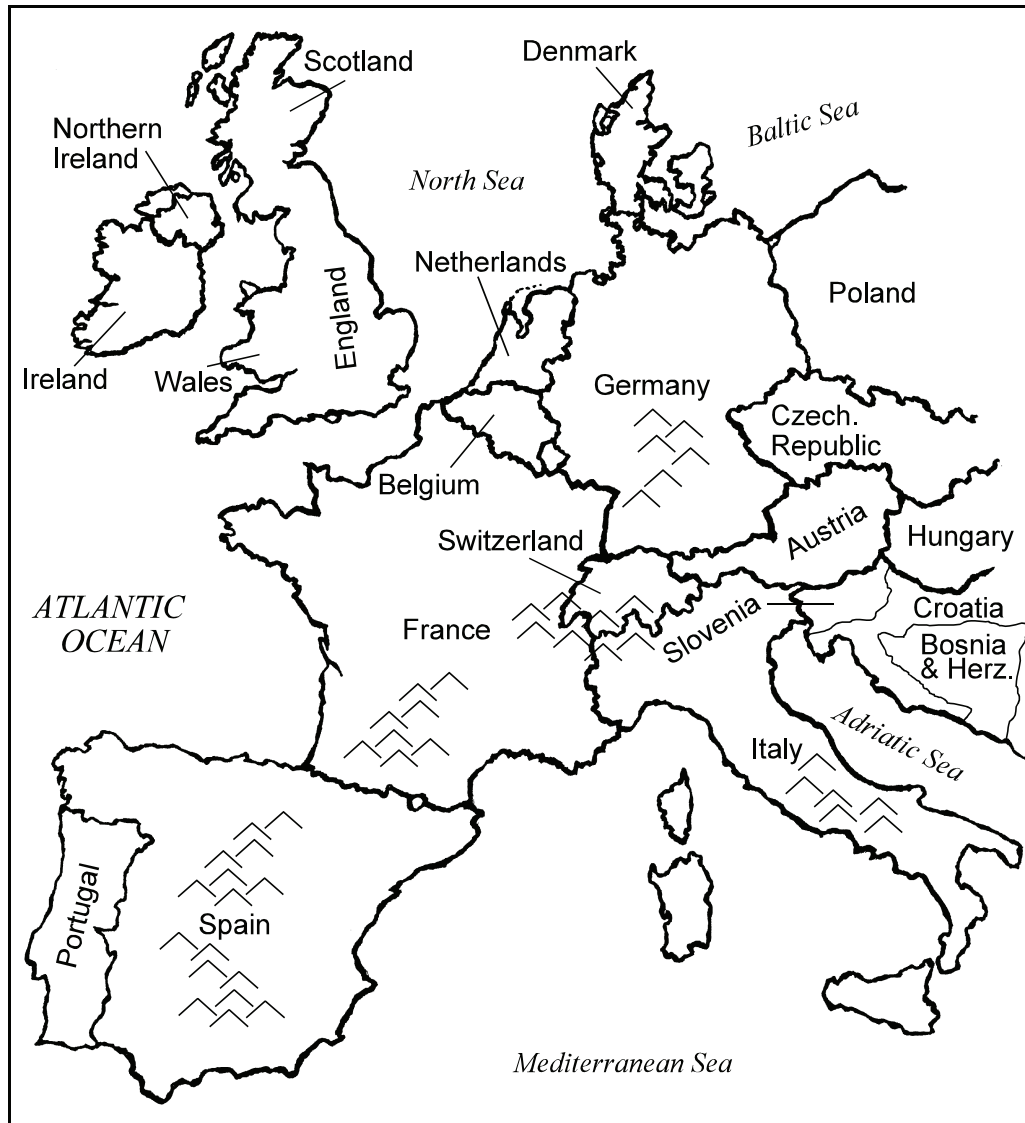 Scotland
Denmark
Baltic Sea
Northern
Ireland
North Sea
Netherlands
Poland
England
Ireland
Wales
Germany
Czech.
Republic
Belgium
Austria
Switzerland
Hungary
ATLANTIC
OCEAN
France
Slovenia
Croatia
Bosnia
& Herz.
Adriatic Sea
Italy
Portugal
Spain
Mediterranean Sea